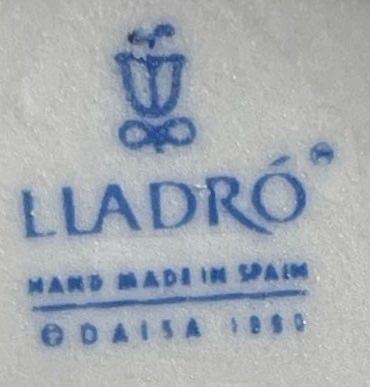 LLADRÓ
HAND MADE IN SPAIN
© DAISA